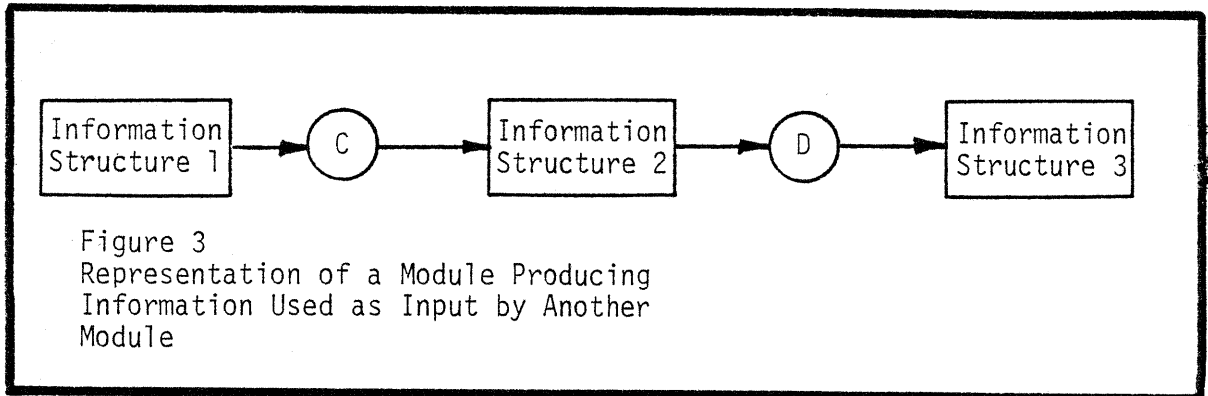 Information
Structure 1
C
Information
Structure 2
D
Information
Structure 3
Figure 3
Representation of a Module Producing
Information Used as Input by Another
Module